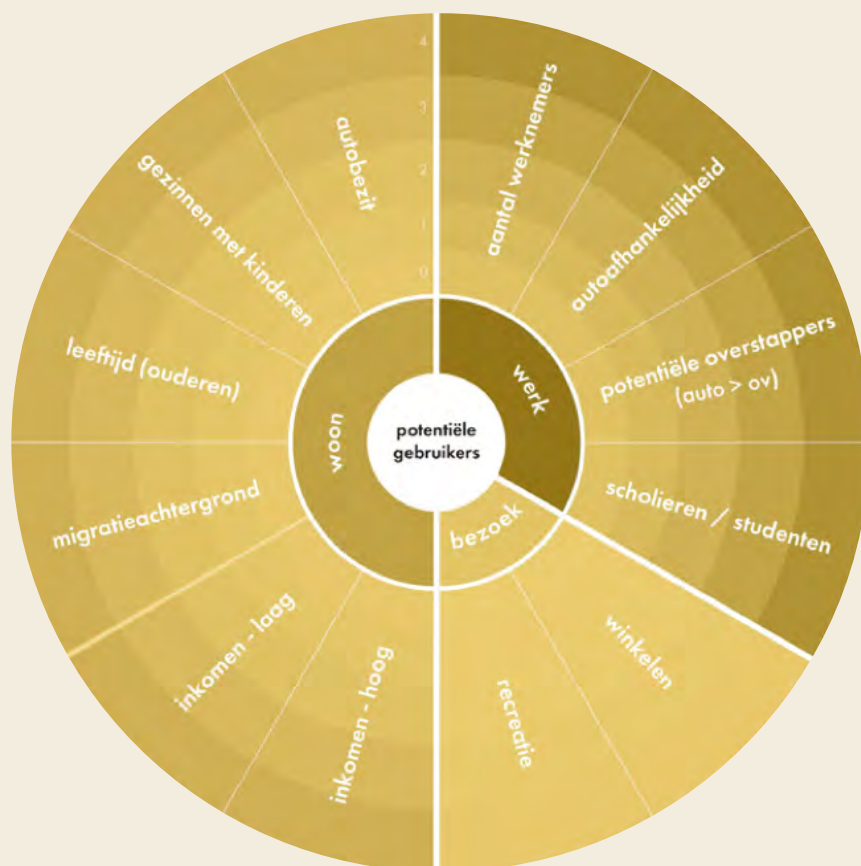 4
3
2
1
0
autobezit
gezinnen met kinderen
leeftijd (ouderen)
migratieachtergrond
inkomen - laag
inkomen - hoog
aantal werknemers
autoafhankelijkheid
potentiële overstappers
(auto > ov)
scholieren / studenten
winkelen
recreatie
woon
werk
bezoek
potentiële
gebruikers